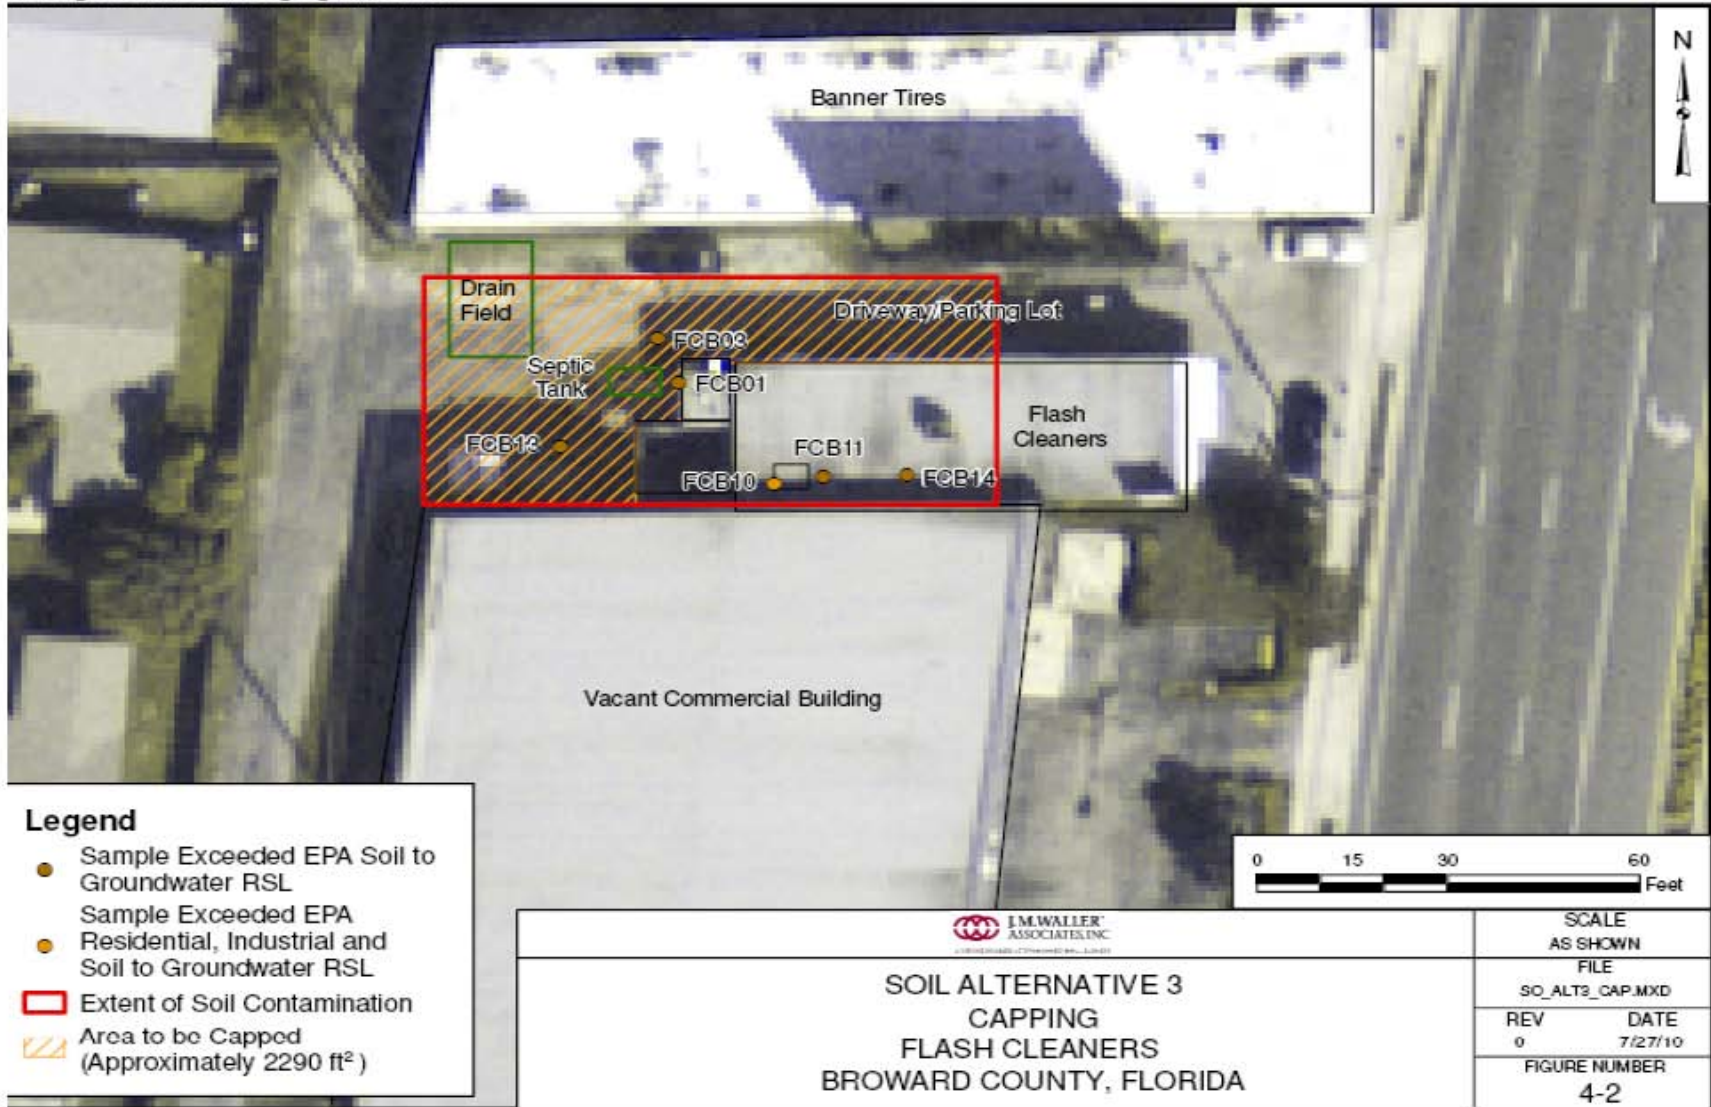 N
Banner Tires
Drain
Field
Driveway/Parking Lot
FCB03
Septic
Tank
FCB01
Flash
Cleaners
FCB13
FCB11
FCB10
FCB14
Vacant Commercial Building
Legend
Sample Exceeded EPA Soil to
Groundwater RSL
Sample Exceeded EPA
Residential, Industrial and
Soil to Groundwater RSL
Extent of Soil Contamination
Area to be Capped
(Approximately 2290 ft²)
0 15 30 60
Feet
J.M.WALLER
ASSOCIATES, INC
SOIL ALTERNATIVE 3
CAPPING
FLASH CLEANERS
BROWARD COUNTY, FLORIDA
SCALE
AS SHOWN
FILE
SO_ALT3_CAP.MXD
REV DATE
0 7/27/10
FIGURE NUMBER
4-2